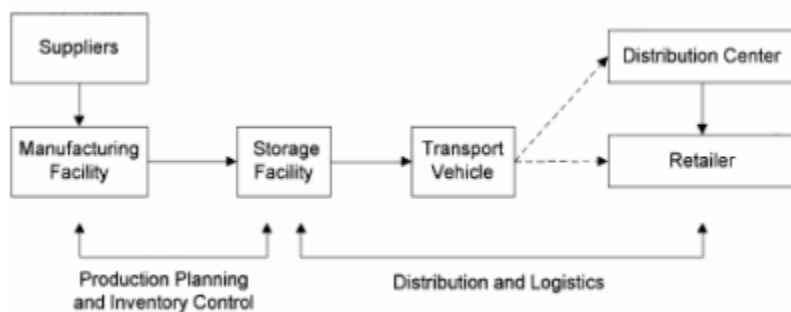 Suppliers
Distribution Center
Manufacturing
Facility
Storage
Facility
Transport
Vehicle
Retailer
Production Planning
and Inventory Control
Distribution and Logistics